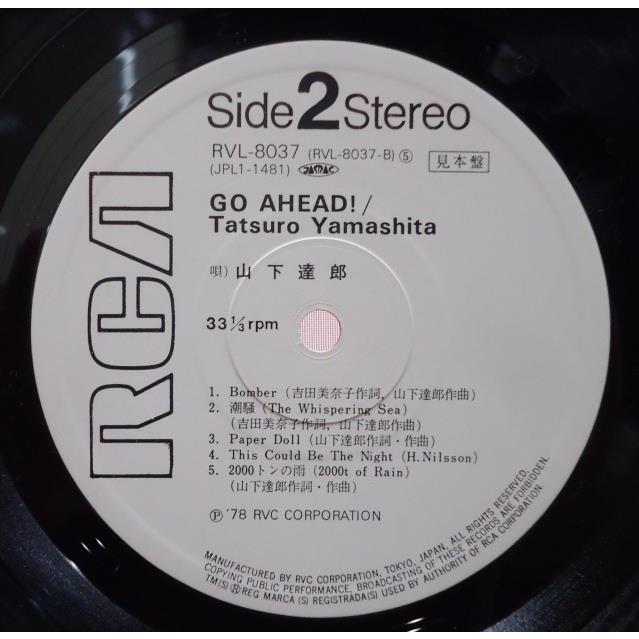 RCA
Side 2 Stereo
RVL-8037 (RVL-8037-B) ⑤
見本盤
(JPL1-1481) JASRAC
GO AHEAD!/
Tatsuro Yamashita
唄) 山下達郎
33 1/3 rpm
1. Bomber (吉田美奈子作詞, 山下達郎作曲)
2. 潮騒 (The Whispering Sea)
(吉田美奈子作詞, 山下達郎作曲)
3. Paper Doll (山下達郎作詞・作曲)
4. This Could Be The Night (H. Nilsson)
5. 2000トンの雨 (2000t of Rain)
(山下達郎作詞・作曲)
Ⓟ '78 RVC CORPORATION
MANUFACTURED BY RVC CORPORATION, TOKYO, JAPAN. ALL RIGHTS RESERVED,
COPYING PUBLIC PERFORMANCE, BROADCASTING OF THESE RECORDS ARE FORBIDDEN.
TM(S) Ⓡ REG MARCA (S) REGISTRADA(S) USED BY AUTHORITY OF RCA CORPORATION.